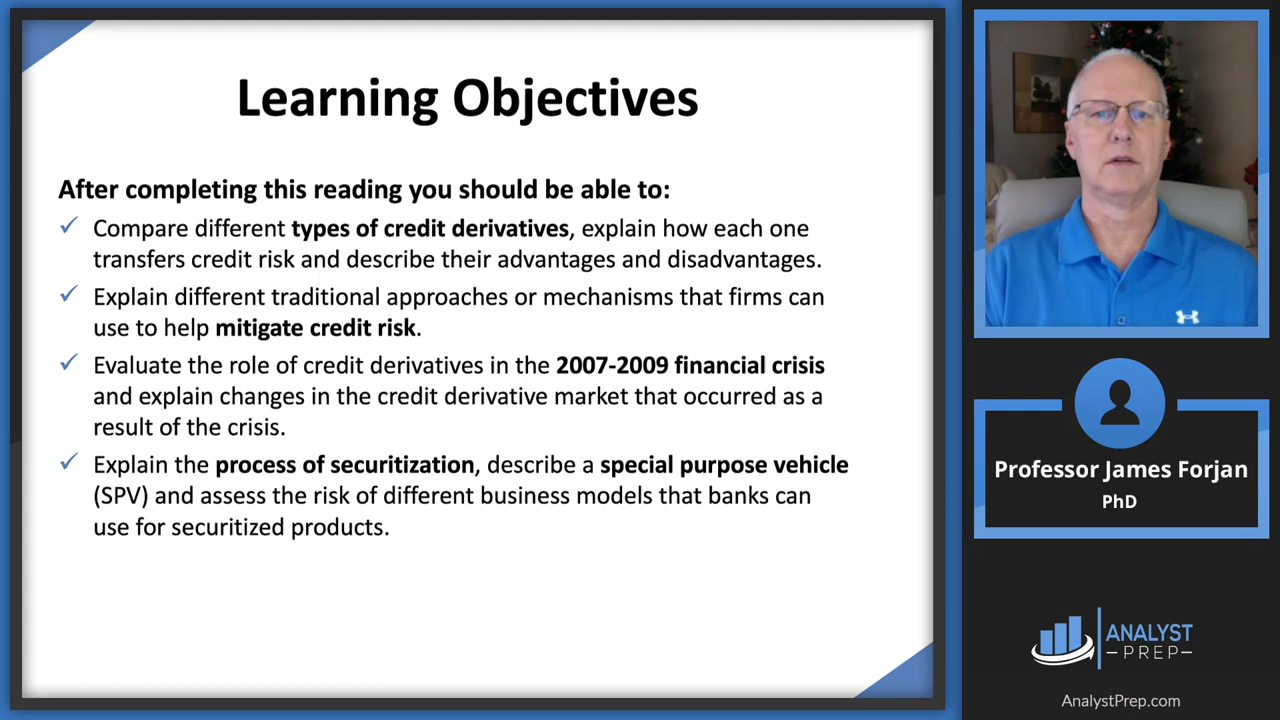 Learning Objectives
After completing this reading you should be able to:
Compare different types of credit derivatives, explain how each one
transfers credit risk and describe their advantages and disadvantages.
Explain different traditional approaches or mechanisms that firms can
use to help mitigate credit risk.
Evaluate the role of credit derivatives in the 2007-2009 financial crisis
and explain changes in the credit derivative market that occurred as a
result of the crisis.
Explain the process of securitization, describe a special purpose vehicle
(SPV) and assess the risk of different business models that banks can
use for securitized products.
Professor James Forjan
PhD
ANALYST
PREP
AnalystPrep.com